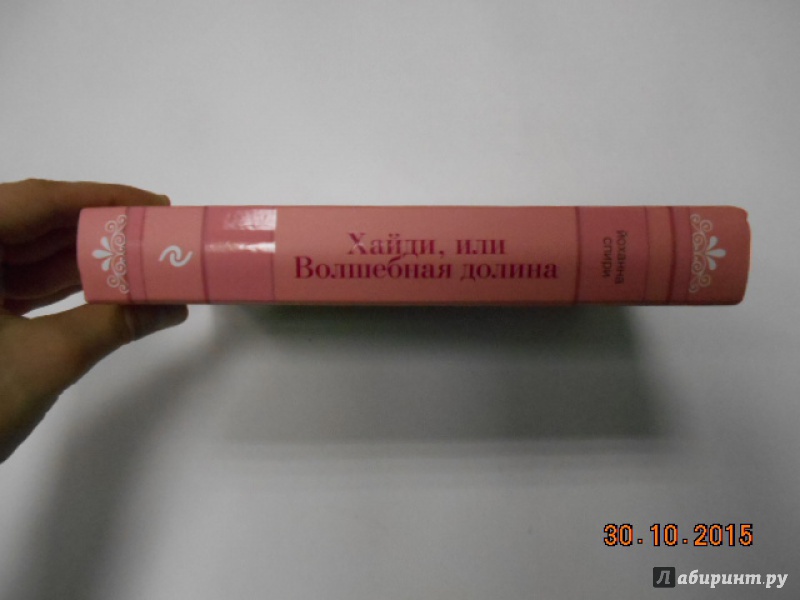 Хайди, или
Волшебная долина
йоханна
спири
30.10.2015
Лабиринт.ру